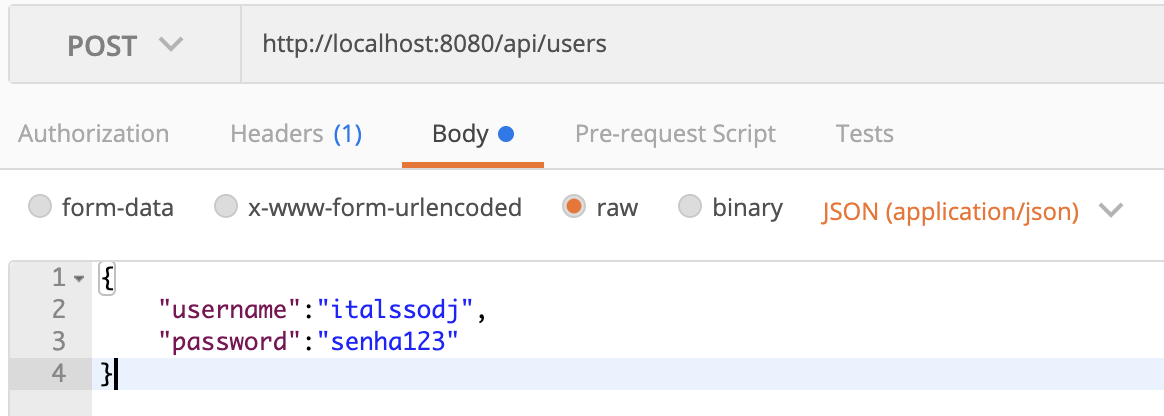 POST http://localhost:8080/api/users
Authorization Headers (1) Body Pre-request Script Tests
form-data x-www-form-urlencoded raw binary JSON (application/json)
1 {
2 "username":"italssodj",
3 "password":"senha123"
4 }